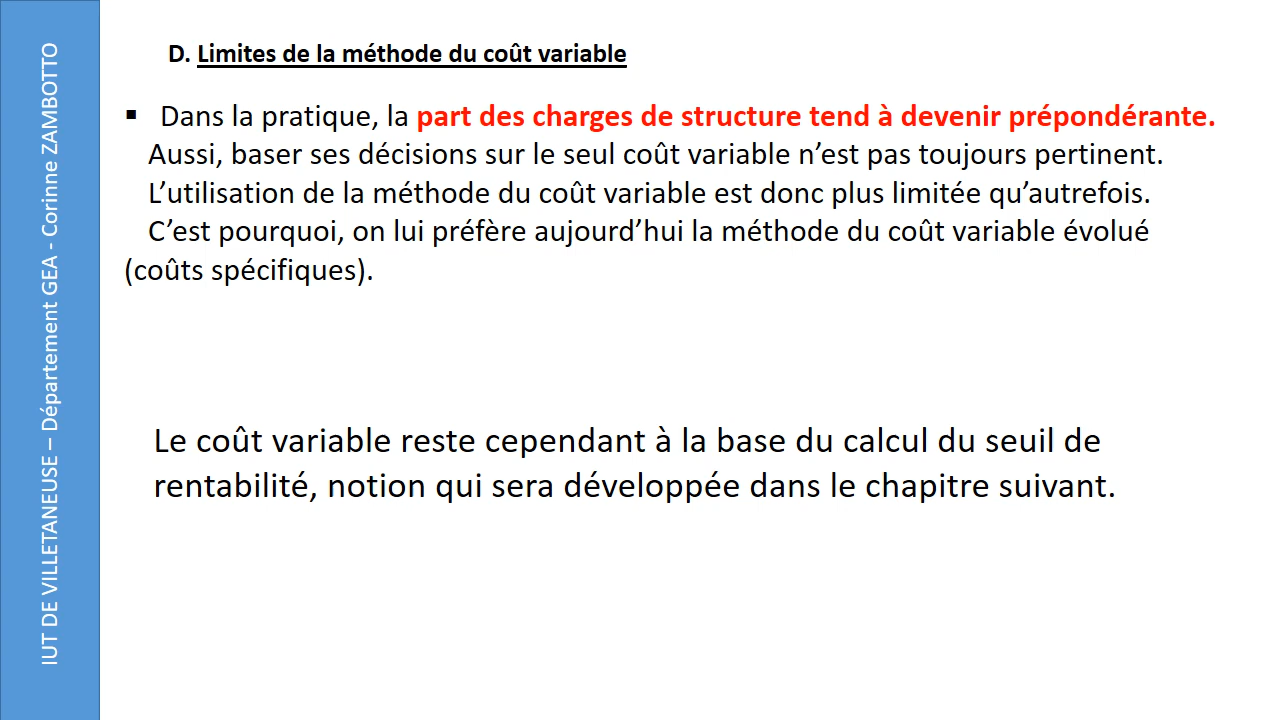 IUT DE VILLETANEUSE – Département GEA - Corinne ZAMBOTTO
D. Limites de la méthode du coût variable
▪ Dans la pratique, la part des charges de structure tend à devenir prépondérante.
Aussi, baser ses décisions sur le seul coût variable n’est pas toujours pertinent.
L’utilisation de la méthode du coût variable est donc plus limitée qu’autrefois.
C’est pourquoi, on lui préfère aujourd’hui la méthode du coût variable évolué
(coûts spécifiques).
Le coût variable reste cependant à la base du calcul du seuil de
rentabilité, notion qui sera développée dans le chapitre suivant.